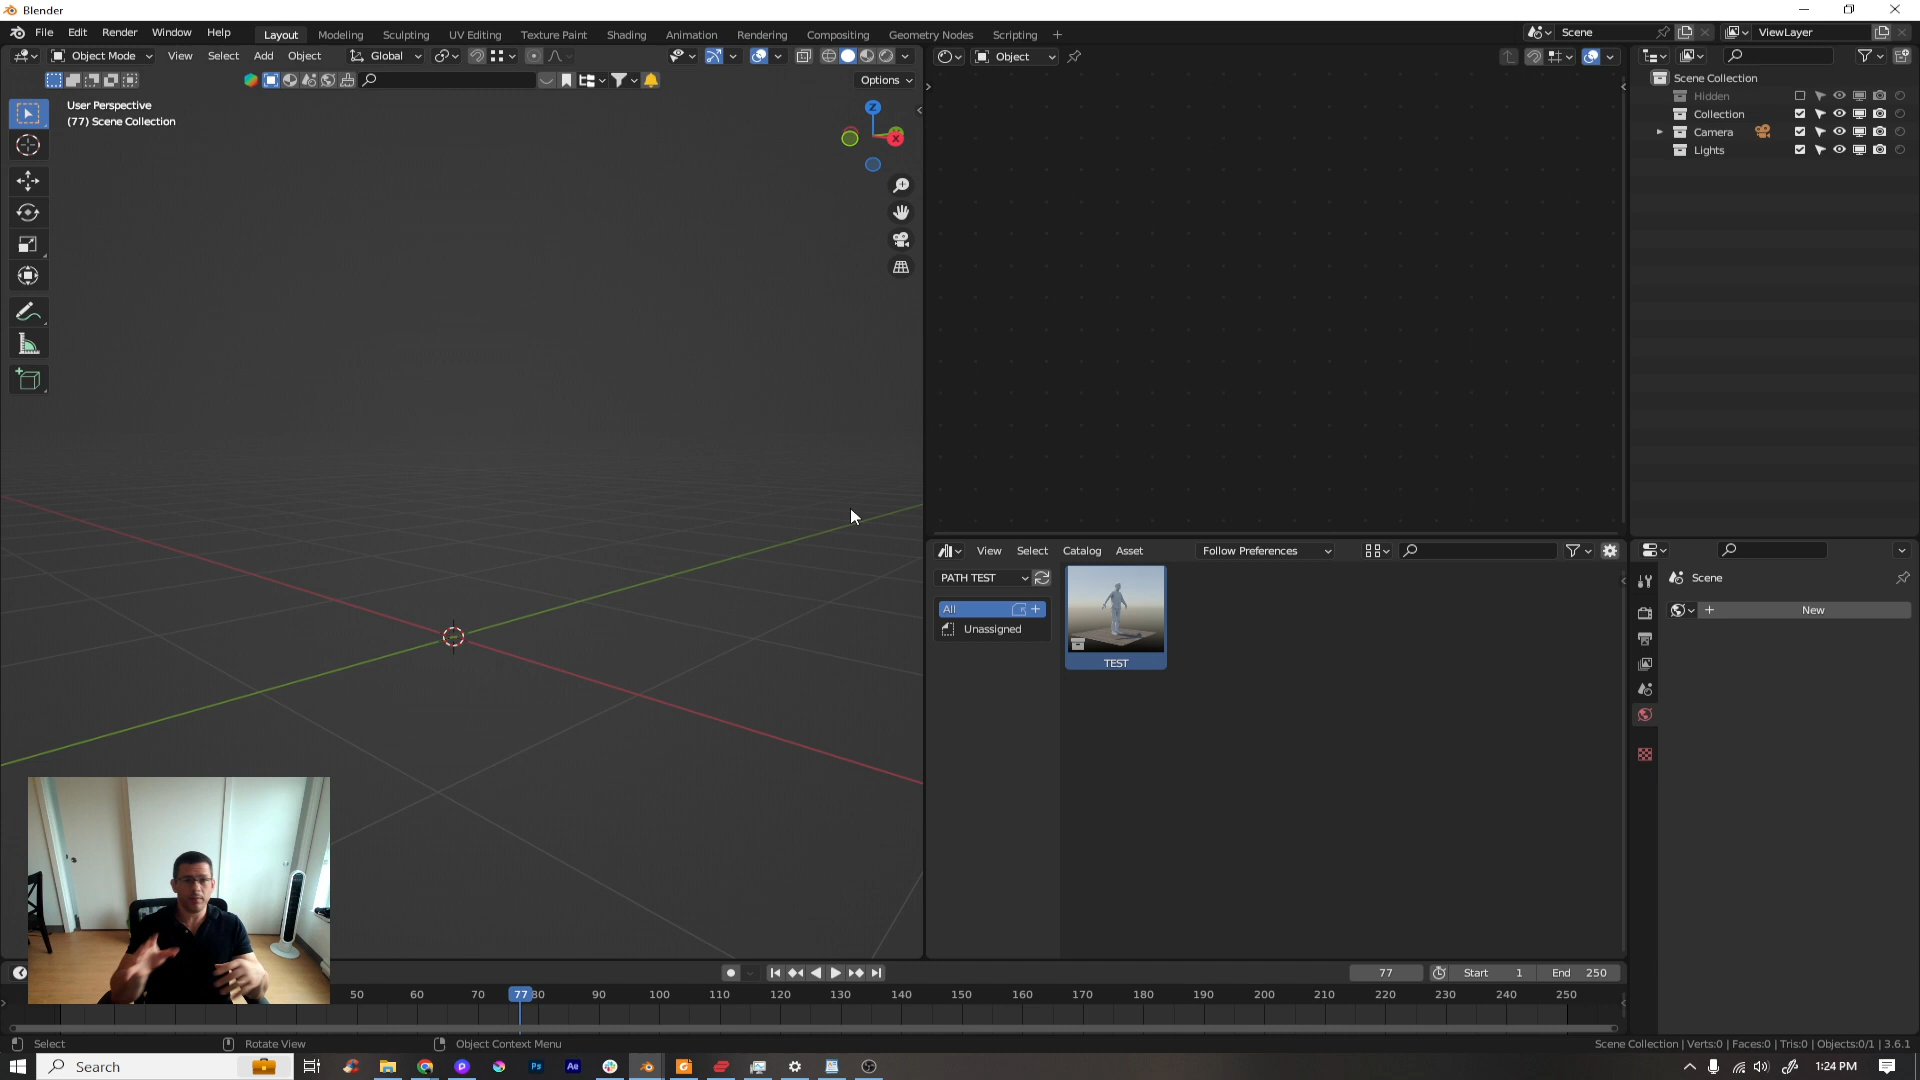 Blender
File Edit Render Window Help Layout Modeling Sculpting UV Editing Texture Paint Shading Animation Rendering Compositing Geometry Nodes Scripting + Scene ViewLayer
Object Mode View Select Add Object Global
Object
Options
User Perspective
(77) Scene Collection
Z
X
Scene Collection
Hidden
Collection
Camera
Lights
View Select Catalog Asset Follow Preferences
PATH TEST
All
Unassigned
TEST
Scene
New
77 Start 1 End 250
50 60 70 77 80 90 100 110 120 130 140 150 160 170 180 190 200 210 220 230 240 250
Select Rotate View Object Context Menu
Scene Collection | Verts:0 | Faces:0 | Tris:0 | Objects:0/1 | 3.6.1
Search
Ps
Ae
1:24 PM